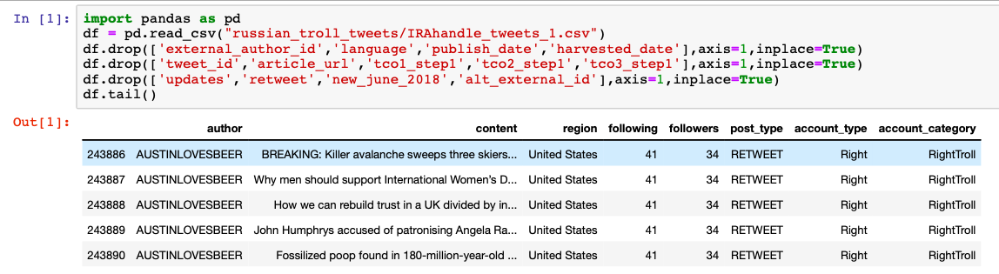 In [1]: import pandas as pd
df = pd.read_csv("russian_troll_tweets/IRAhandle_tweets_1.csv")
df.drop(['external_author_id','language','publish_date','harvested_date'],axis=1,inplace=True)
df.drop(['tweet_id','article_url','tco1_step1','tco2_step1','tco3_step1'],axis=1,inplace=True)
df.drop(['updates','retweet','new_june_2018','alt_external_id'],axis=1,inplace=True)
df.tail()
Out[1]:
author content region following followers post_type account_type account_category
243886 AUSTINLOVESBEER BREAKING: Killer avalanche sweeps three skiers... United States 41 34 RETWEET Right RightTroll
243887 AUSTINLOVESBEER Why men should support International Women's D... United States 41 34 RETWEET Right RightTroll
243888 AUSTINLOVESBEER How we can rebuild trust in a UK divided by in... United States 41 34 RETWEET Right RightTroll
243889 AUSTINLOVESBEER John Humphrys accused of patronising Angela Ra... United States 41 34 RETWEET Right RightTroll
243890 AUSTINLOVESBEER Fossilized poop found in 180-million-year-old ... United States 41 34 RETWEET Right RightTroll